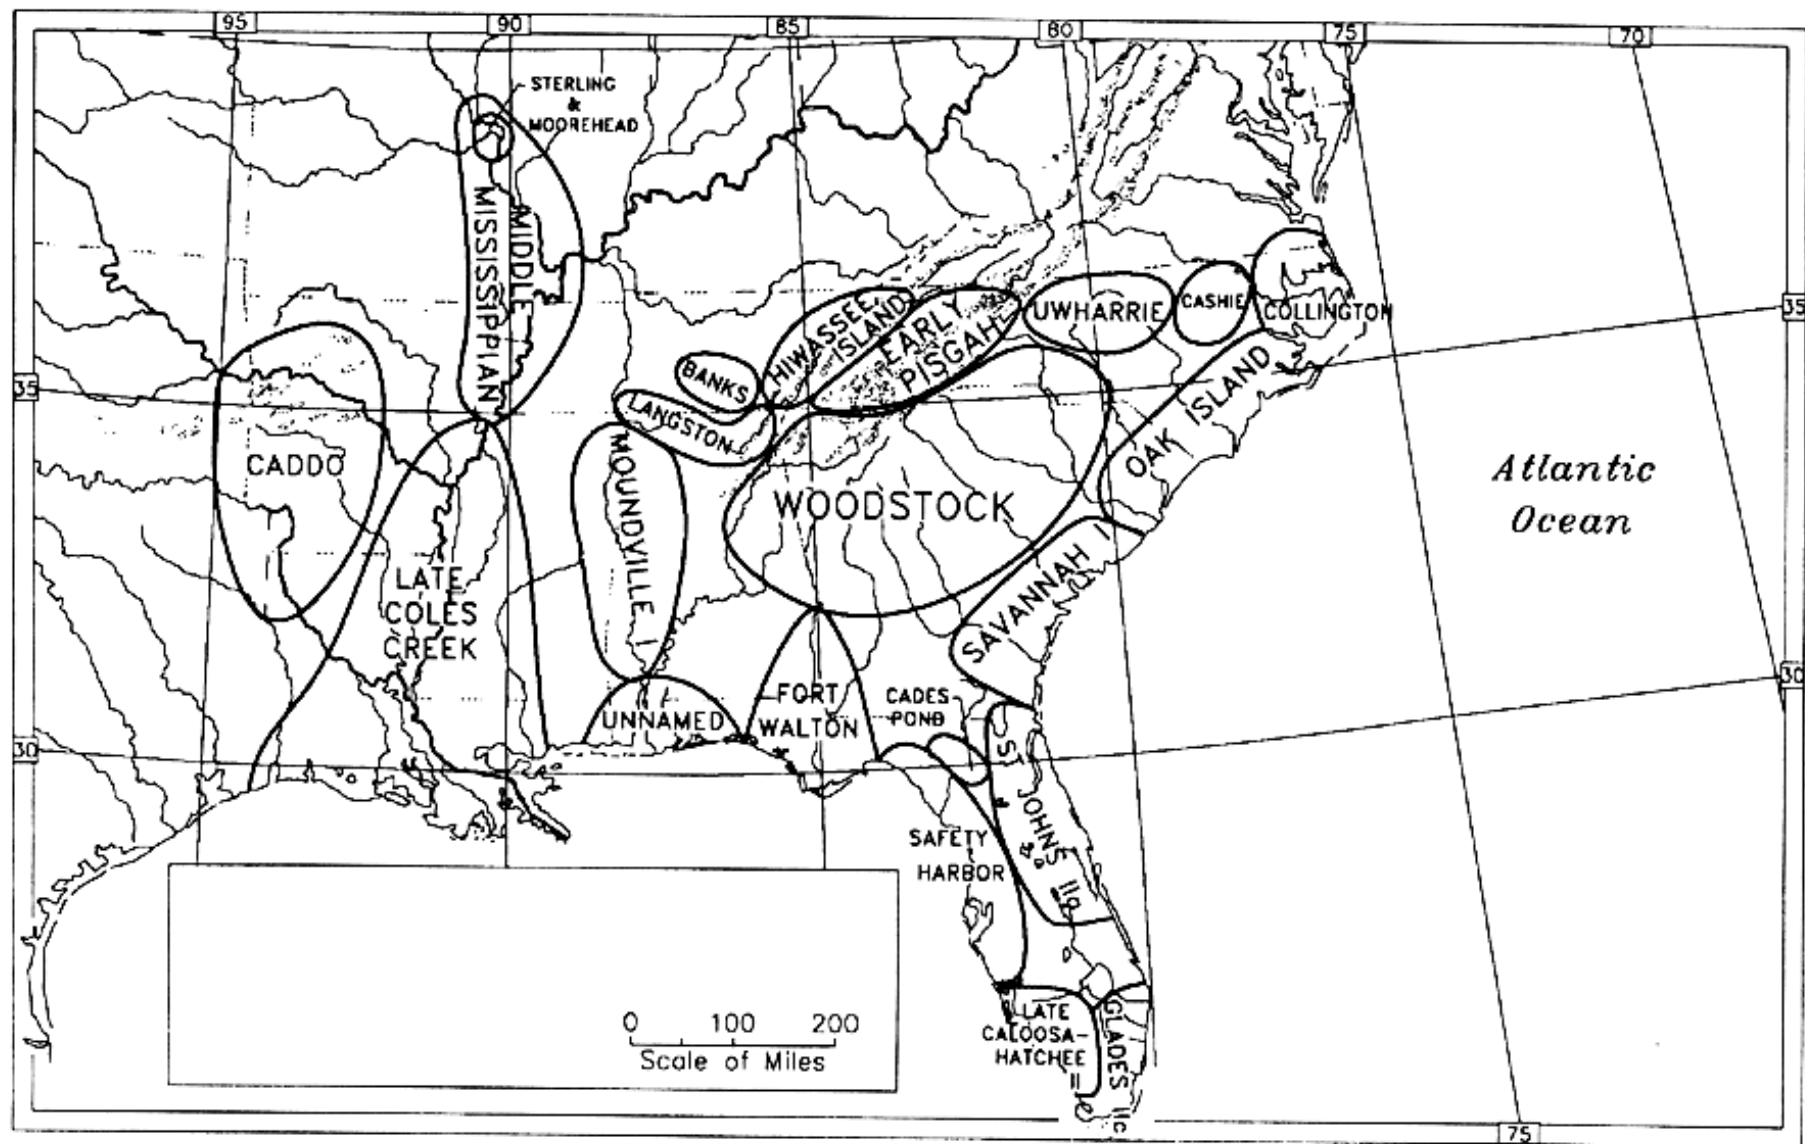 95
90
85
80
75
70
STERLING
&
MOOREHEAD
MIDDLE
MISSISSIPPIAN
HIWASSEE
ISLAND
EARLY
PISGAH
UWHARRIE
CASHIE
COLLINGTON
35
35
BANKS
LANGSTON
OAK ISLAND
CADDO
MOUNDVILLE I
WOODSTOCK
Atlantic
Ocean
SAVANNAH I
LATE
COLES
CREEK
30
30
UNNAMED
FORT
WALTON
CADES
POND
ST JOHNS IIa
SAFETY
HARBOR
LATE
CALOOSA-
HATCHEE
II
GLADES IIc
0 100 200
Scale of Miles
75